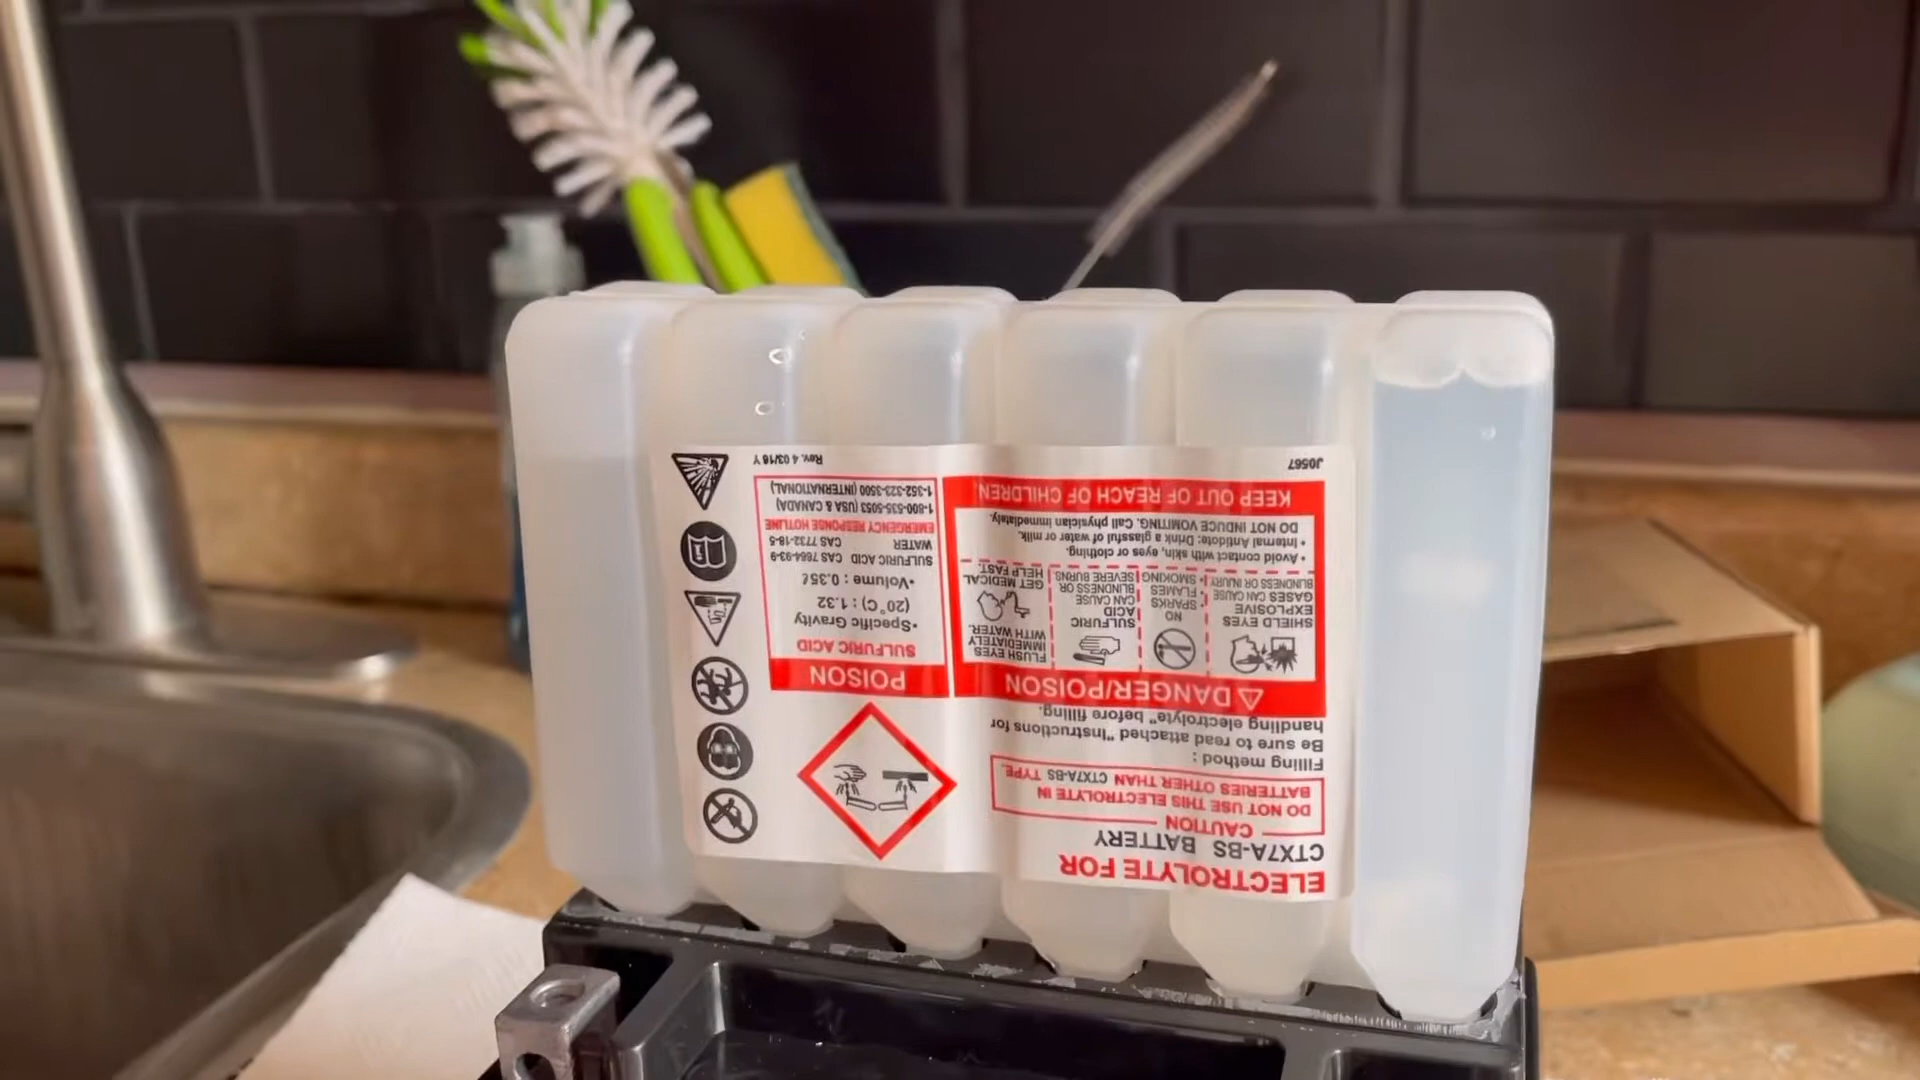 ELECTROLYTE FOR
CTX7A-BS BATTERY
CAUTION
DO NOT USE THIS ELECTROLYTE IN
BATTERIES OTHER THAN CTX7A-BS TYPE.
Filling method :
Be sure to read attached "Instructions for
handling electrolyte" before filling.
DANGER/POISON
SHIELD EYES
EXPLOSIVE
GASES CAN CAUSE
BLINDNESS OR INJURY
NO
• SPARKS
• FLAMES
• SMOKING
SULFURIC
ACID
CAN CAUSE
BLINDNESS OR
SEVERE BURNS
FLUSH EYES
IMMEDIATELY
WITH WATER.
GET MEDICAL
HELP FAST.
• Avoid contact with skin, eyes or clothing.
• Internal Antidote: Drink a glassful of water or milk.
DO NOT INDUCE VOMITING. Call physician immediately.
KEEP OUT OF REACH OF CHILDREN.
J0567
POISON
SULFURIC ACID
•Specific Gravity
(20°C) : 1.32
•Volume : 0.35ℓ
SULFURIC ACID CAS 7664-93-9
WATER CAS 7732-18-5
EMERGENCY RESPONSE HOTLINE
1-800-535-5053 (USA & CANADA)
1-352-323-3500 (INTERNATIONAL)
Rev. 4 03/16 Y